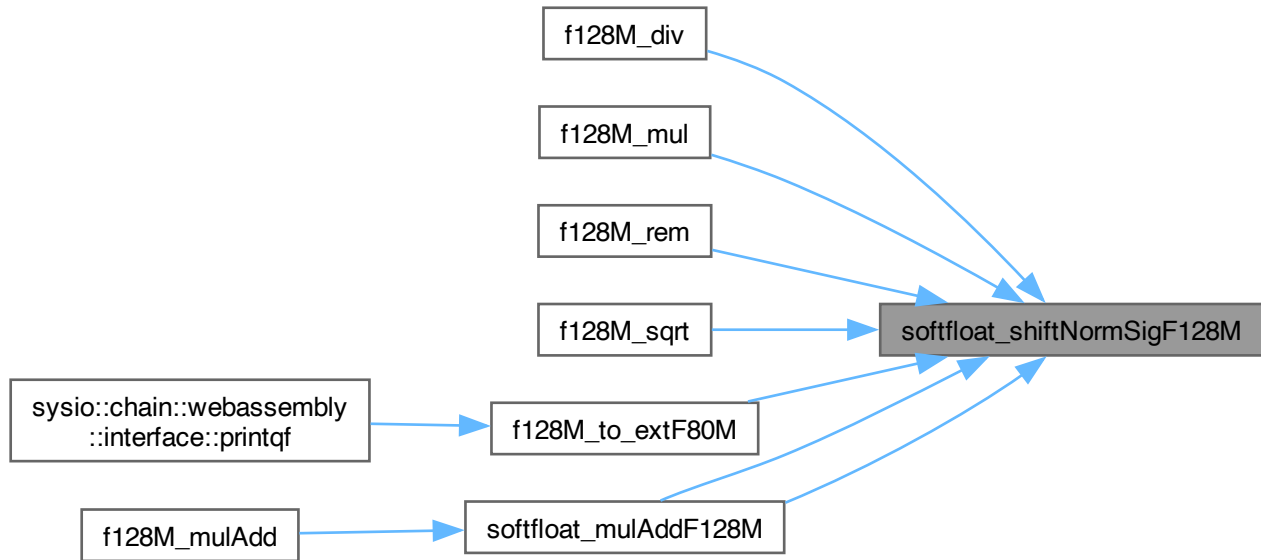 f128M_div
f128M_mul
f128M_rem
f128M_sqrt
softfloat_shiftNormSigF128M
sysio::chain::webassembly
::interface::printqf
f128M_to_extF80M
f128M_mulAdd
softfloat_mulAddF128M